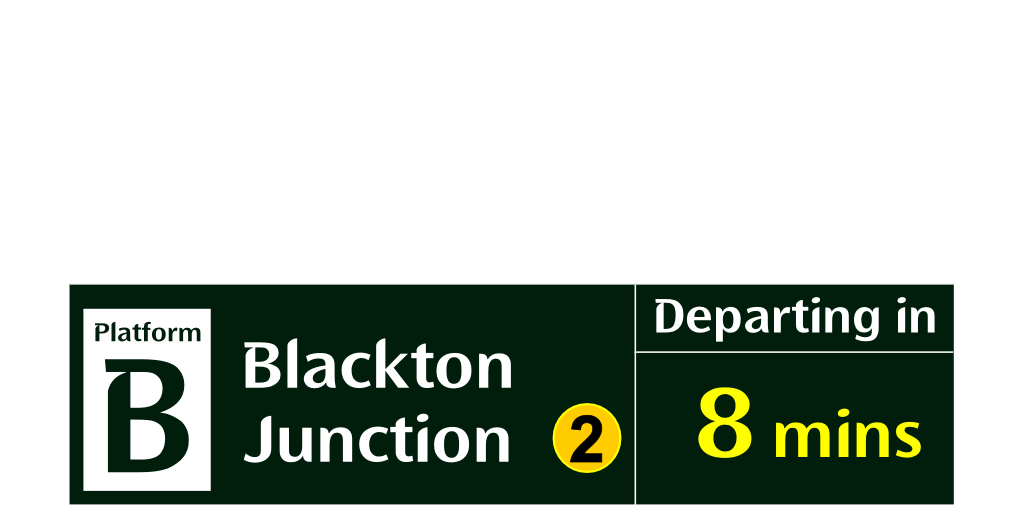 Platform
B
Blackton
Junction
2
Departing in
8 mins